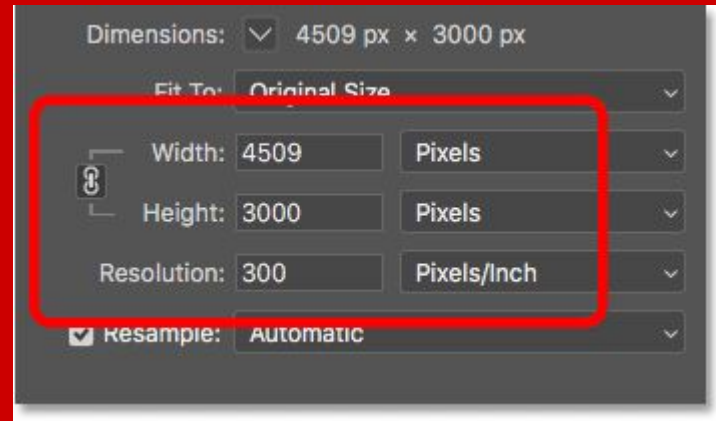 Dimensions: 4509 px × 3000 px
Fit To: Original Size
Width: 4509 Pixels
Height: 3000 Pixels
Resolution: 300 Pixels/Inch
Resample: Automatic